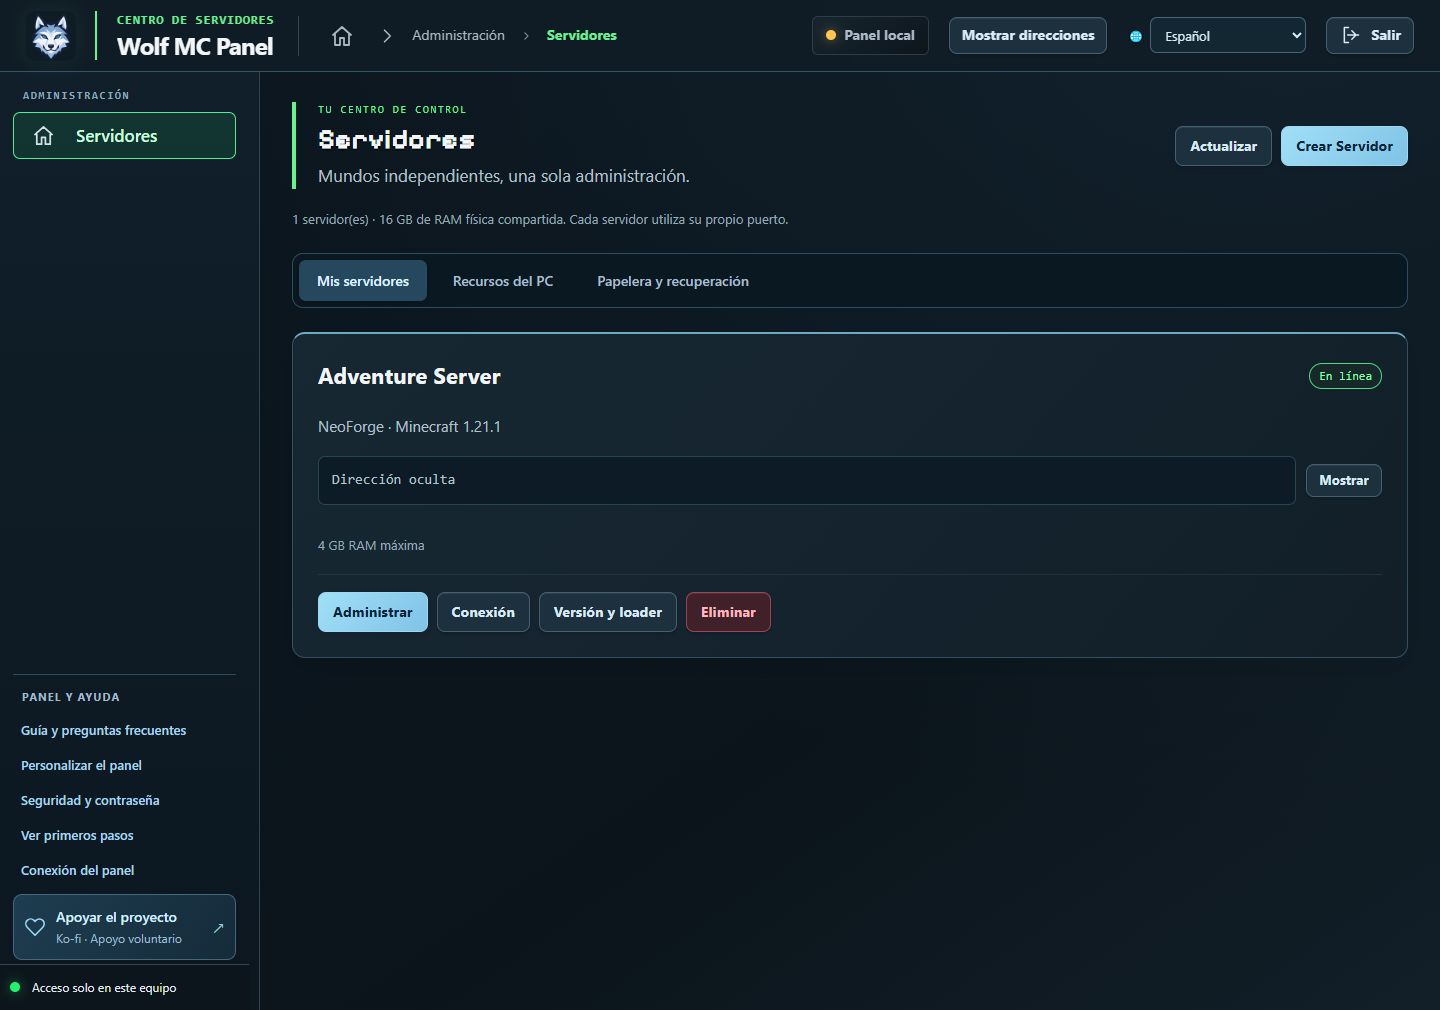 CENTRO DE SERVIDORES
Wolf MC Panel
Administración
Servidores
Panel local
Mostrar direcciones
Español
Salir
ADMINISTRACIÓN
Servidores
TU CENTRO DE CONTROL
Servidores
Mundos independientes, una sola administración.
Actualizar
Crear Servidor
1 servidor(es) · 16 GB de RAM física compartida. Cada servidor utiliza su propio puerto.
Mis servidores
Recursos del PC
Papelera y recuperación
Adventure Server
En línea
NeoForge · Minecraft 1.21.1
Dirección oculta
Mostrar
4 GB RAM máxima
Administrar
Conexión
Versión y loader
Eliminar
PANEL Y AYUDA
Guía y preguntas frecuentes
Personalizar el panel
Seguridad y contraseña
Ver primeros pasos
Conexión del panel
Apoyar el proyecto
Ko-fi · Apoyo voluntario
Acceso solo en este equipo